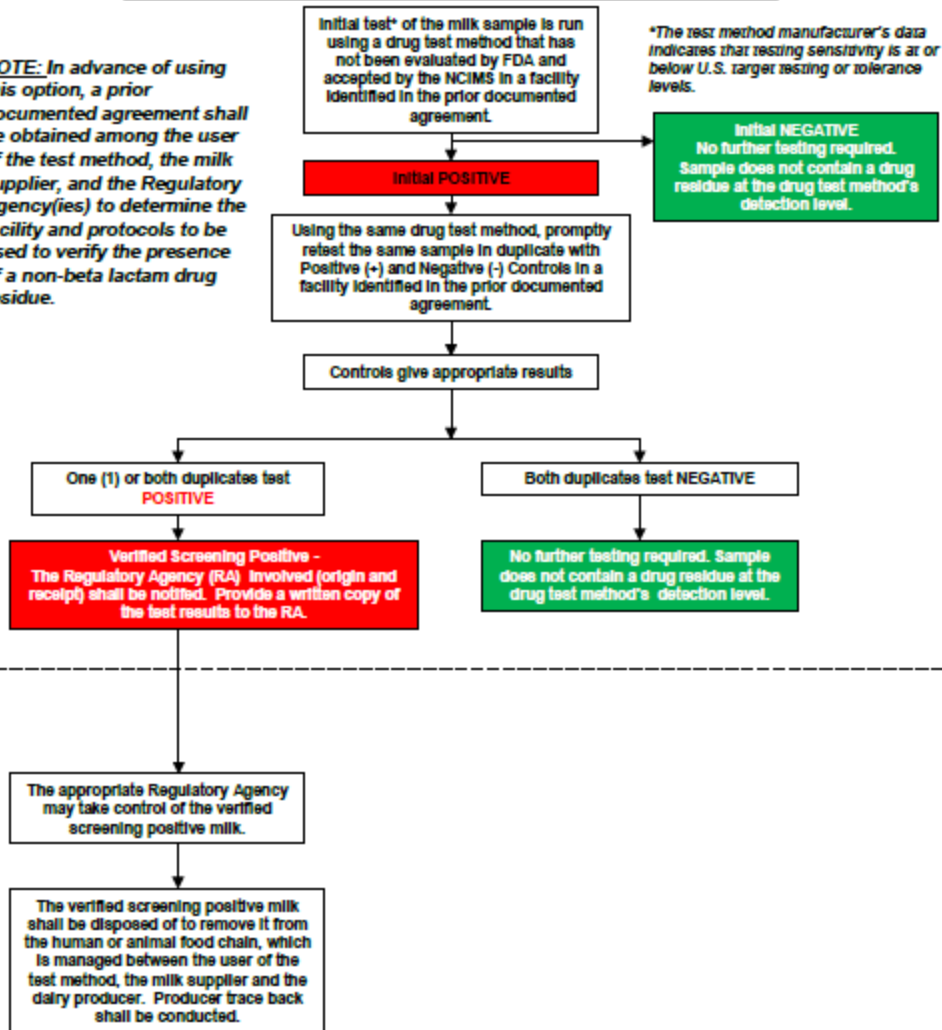 Initial test* of the milk sample is run
using a drug test method that has
not been evaluated by FDA and
accepted by the NCIMS in a facility
identified in the prior documented
agreement.
*The test method manufacturer's data
indicates that testing sensitivity is at or
below U.S. target testing or tolerance
levels.
OTE: In advance of using
is option, a prior
ocumented agreement shall
e obtained among the user
f the test method, the milk
upplier, and the Regulatory
gency(ies) to determine the
cility and protocols to be
sed to verify the presence
f a non-beta lactam drug
esidue.
Initial NEGATIVE
No further testing required.
Sample does not contain a drug
residue at the drug test method's
detection level.
Initial POSITIVE
Using the same drug test method, promptly
retest the same sample in duplicate with
Positive (+) and Negative (-) Controls in a
facility identified in the prior documented
agreement.
Controls give appropriate results
One (1) or both duplicates test
POSITIVE
Both duplicates test NEGATIVE
Verified Screening Positive -
The Regulatory Agency (RA) involved (origin and
receipt) shall be notifed. Provide a written copy of
the test results to the RA.
No further testing required. Sample
does not contain a drug residue at the
drug test method's detection level.
The appropriate Regulatory Agency
may take control of the verified
screening positive milk.
The verified screening positive milk
shall be disposed of to remove it from
the human or animal food chain, which
is managed between the user of the
test method, the milk supplier and the
dairy producer. Producer trace back
shall be conducted.